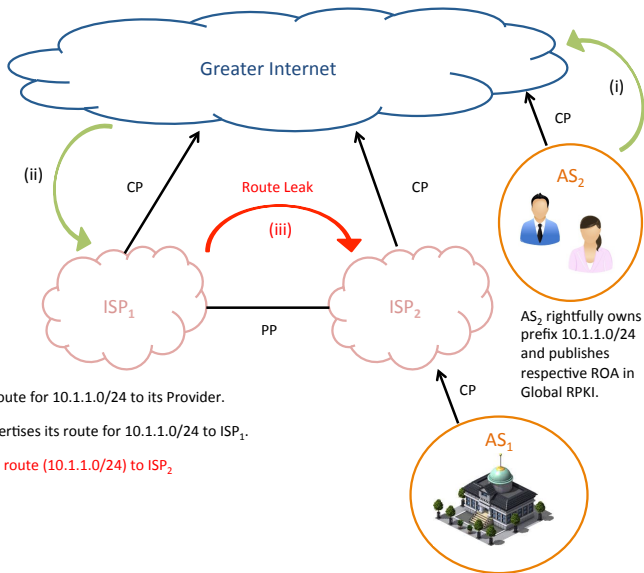 Greater Internet
(i)
CP
(ii)
CP
Route Leak
CP
AS₂
(iii)
ISP₁
ISP₂
PP
AS₂ rightfully owns
prefix 10.1.1.0/24
and publishes
respective ROA in
Global RPKI.
CP
oute for 10.1.1.0/24 to its Provider.
ertises its route for 10.1.1.0/24 to ISP₁.
route (10.1.1.0/24) to ISP₂
AS₁